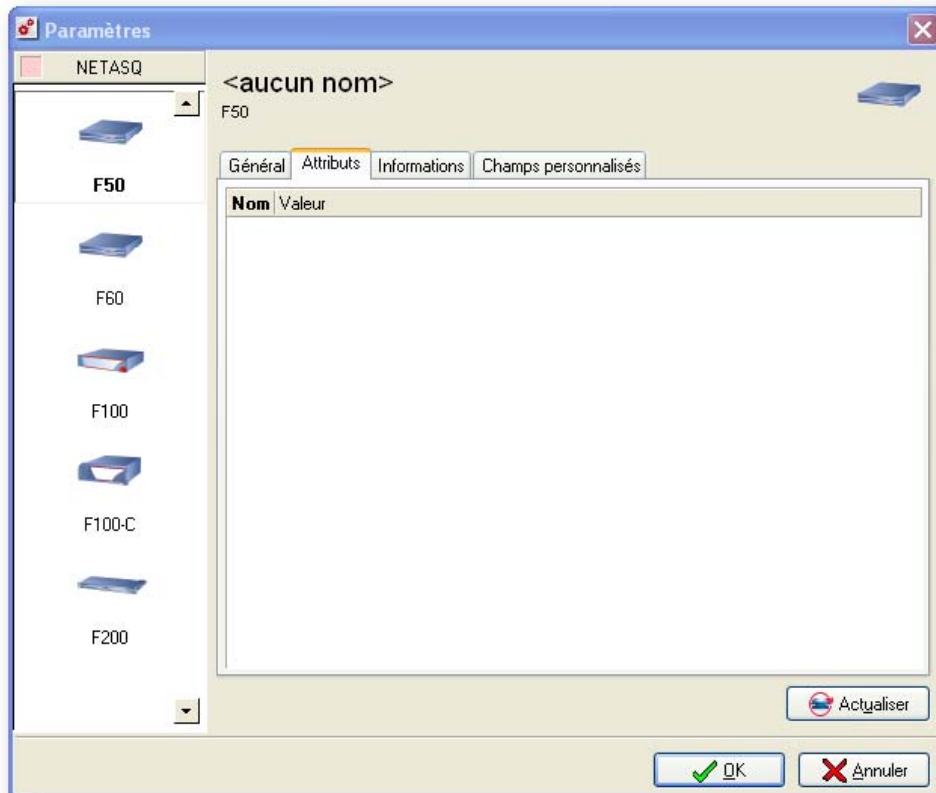 Paramètres
NETASQ
F50
F60
F100
F100-C
F200
<aucun nom>
F50
Général Attributs Informations Champs personnalisés
Nom Valeur
Actualiser
OK Annuler